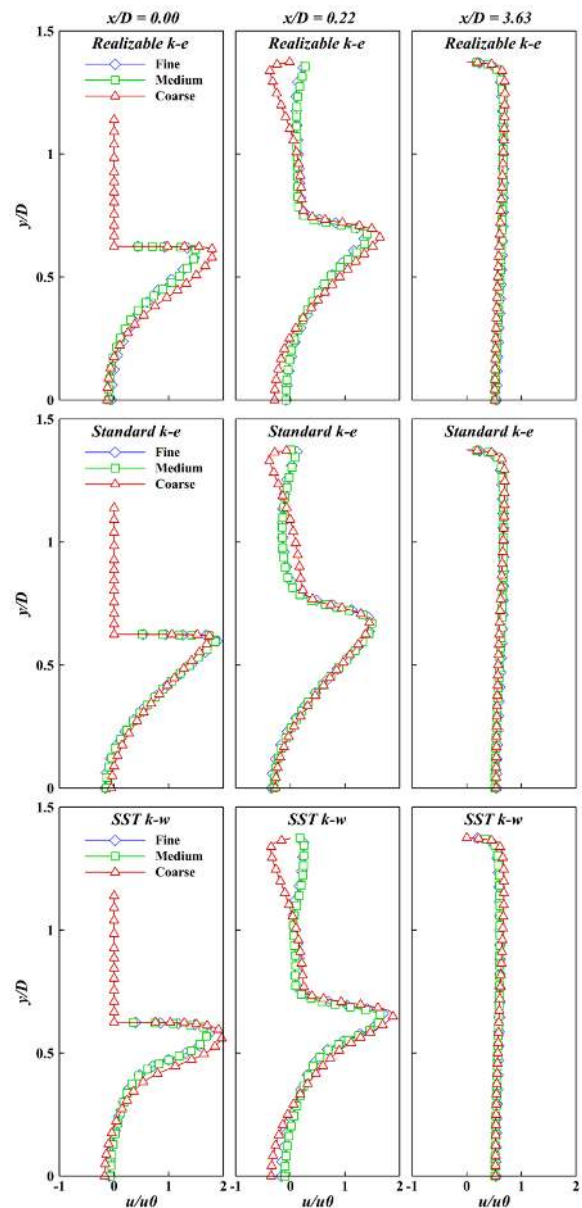 x/D = 0.00
x/D = 0.22
x/D = 3.63
1.5
Realizable k-e
Realizable k-e
Realizable k-e
Fine
Medium
Coarse
1
y/D
0.5
0
1.5
Standard k-e
Standard k-e
Standard k-e
Fine
Medium
Coarse
1
y/D
0.5
0
1.5
SST k-w
SST k-w
SST k-w
Fine
Medium
Coarse
1
y/D
0.5
0
-1 0 1 2
-1 0 1 2
-1 0 1 2
u/u0
u/u0
u/u0